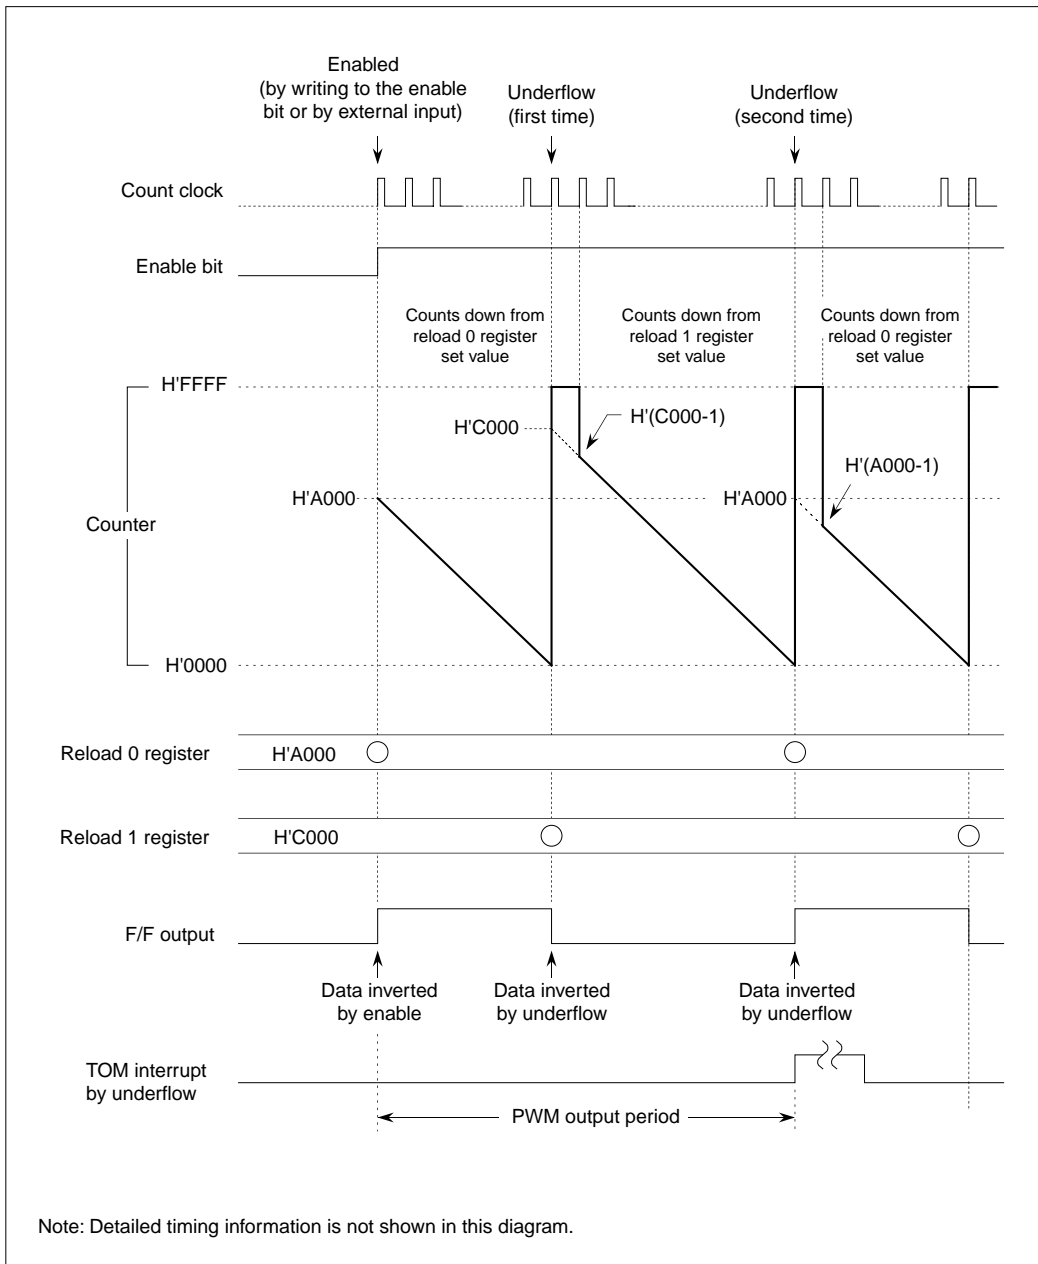 Enabled
(by writing to the enable
bit or by external input)
Underflow
(first time)
Underflow
(second time)
Count clock
Enable bit
Counts down from
reload 0 register
set value
Counts down from
reload 1 register
set value
Counts down from
reload 0 register
set value
H'FFFF
H'C000
H'(C000-1)
H'(A000-1)
H'A000
H'A000
Counter
H'0000
Reload 0 register
H'A000
Reload 1 register
H'C000
F/F output
Data inverted
by enable
Data inverted
by underflow
Data inverted
by underflow
TOM interrupt
by underflow
PWM output period
Note: Detailed timing information is not shown in this diagram.